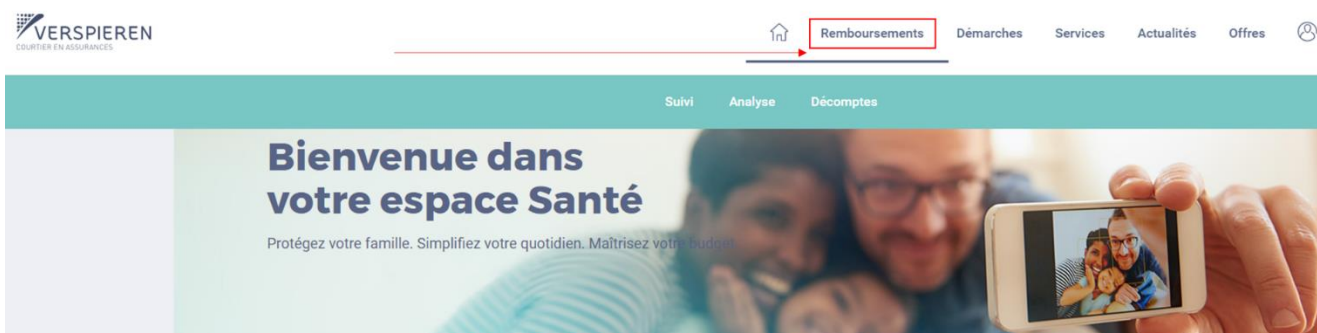 VERSPIEREN
COURTIER EN ASSURANCES
Remboursements Démarches Services Actualités Offres
Suivi Analyse Décomptes
Bienvenue dans
votre espace Santé
Protégez votre famille. Simplifiez votre quotidien. Maîtrisez votre budget.